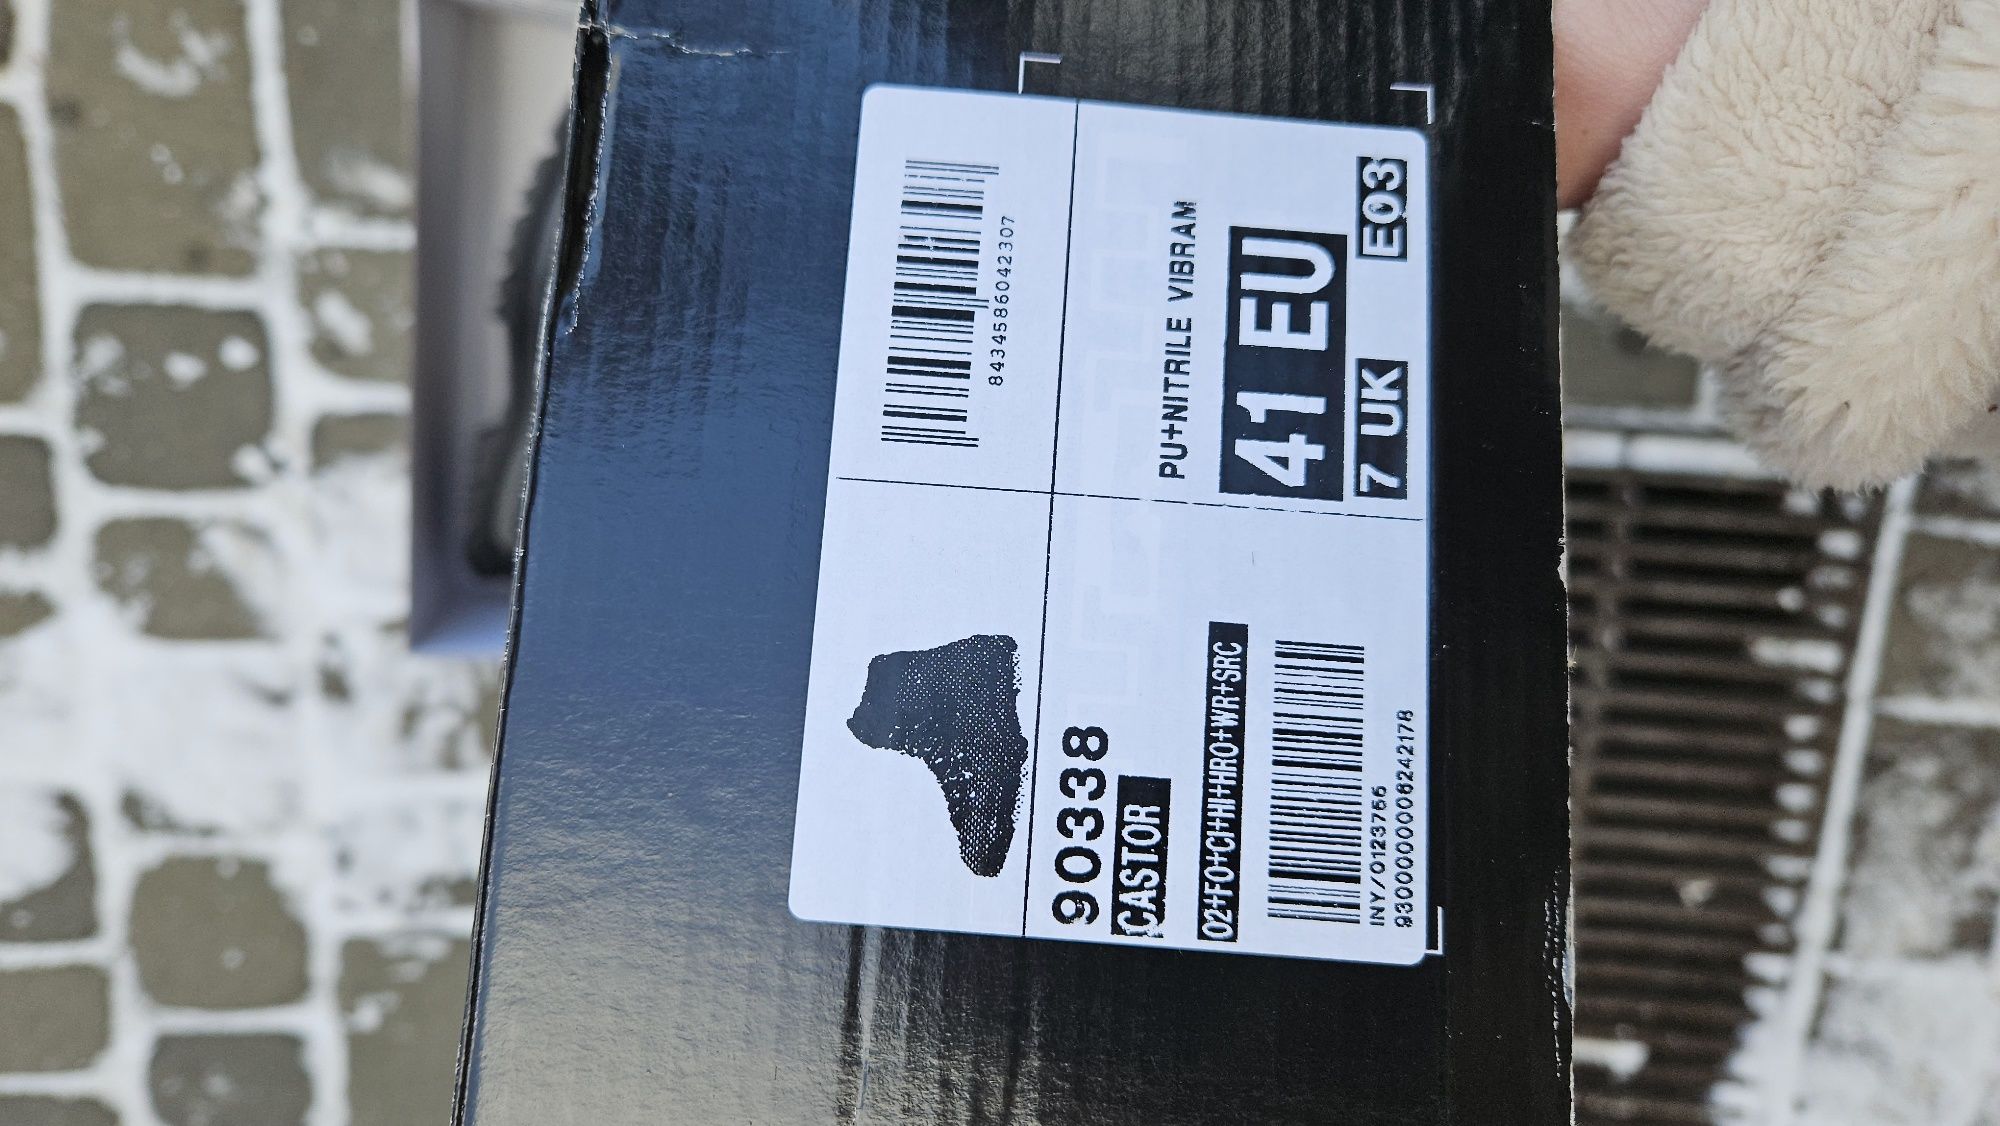 8434586042307
90338
CASTOR
PU+NITRILE VIBRAM
O2+FO+CI+HI+HRO+WR+SRC
41 EU
INY/0123766
7 UK
E03
93000000008242178